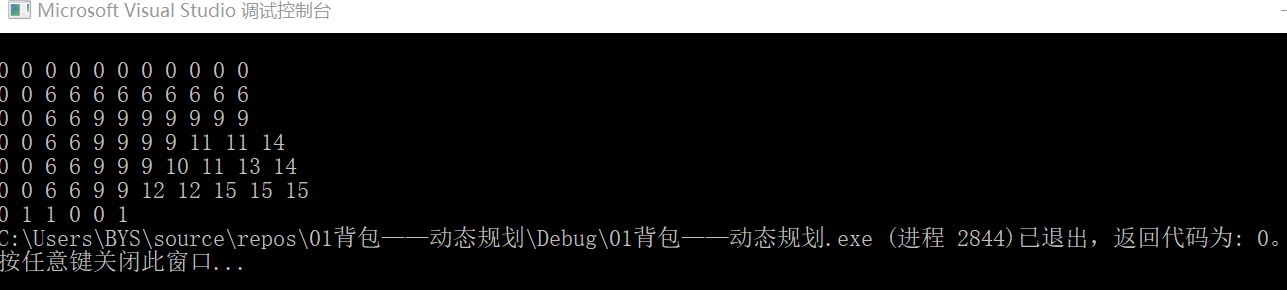 Microsoft Visual Studio 调试控制台
0 0 0 0 0 0 0 0 0 0 0
0 0 6 6 6 6 6 6 6 6 6
0 0 6 6 9 9 9 9 9 9 9
0 0 6 6 9 9 9 9 11 11 14
0 0 6 6 9 9 9 10 11 13 14
0 0 6 6 9 9 12 12 15 15 15
0 1 1 0 0 1
C:\Users\BYS\source\repos\01背包——动态规划\Debug\01背包——动态规划.exe (进程 2844)已退出，返回代码为: 0。
按任意键关闭此窗口...